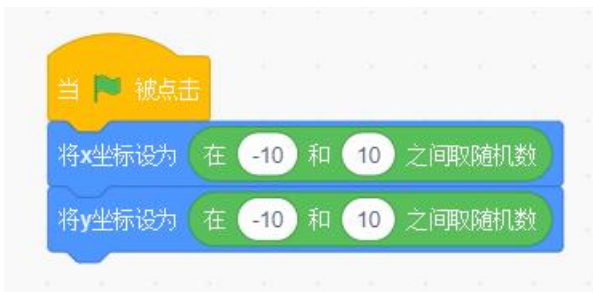 当 被点击
将x坐标设为 在 -10 和 10 之间取随机数
将y坐标设为 在 -10 和 10 之间取随机数